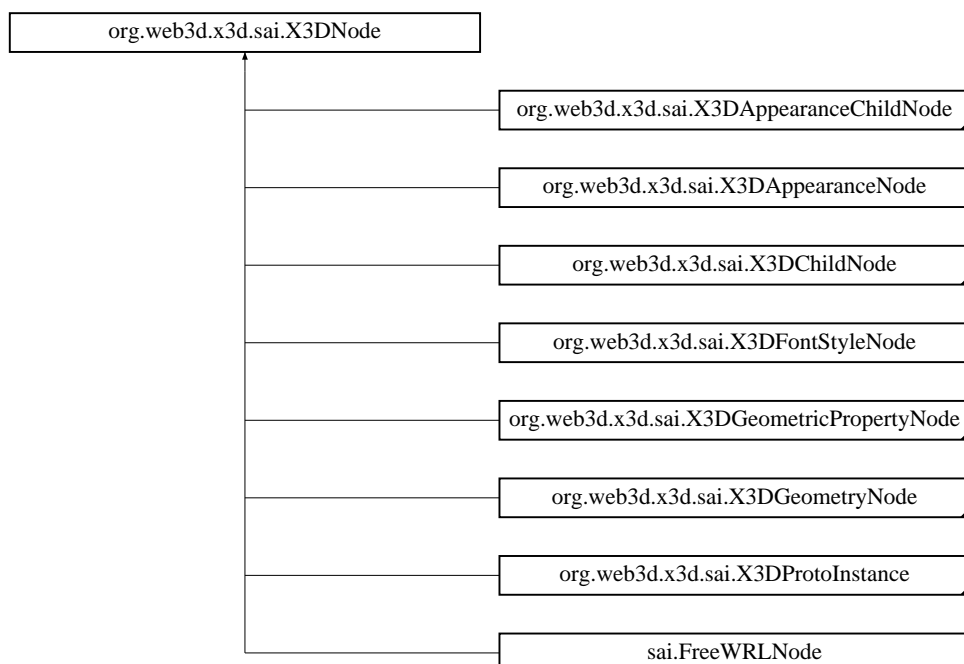 org.web3d.x3d.sai.X3DNode
org.web3d.x3d.sai.X3DAppearanceChildNode
org.web3d.x3d.sai.X3DAppearanceNode
org.web3d.x3d.sai.X3DChildNode
org.web3d.x3d.sai.X3DFontStyleNode
org.web3d.x3d.sai.X3DGeometricPropertyNode
org.web3d.x3d.sai.X3DGeometryNode
org.web3d.x3d.sai.X3DProtoInstance
sai.FreeWRLNode